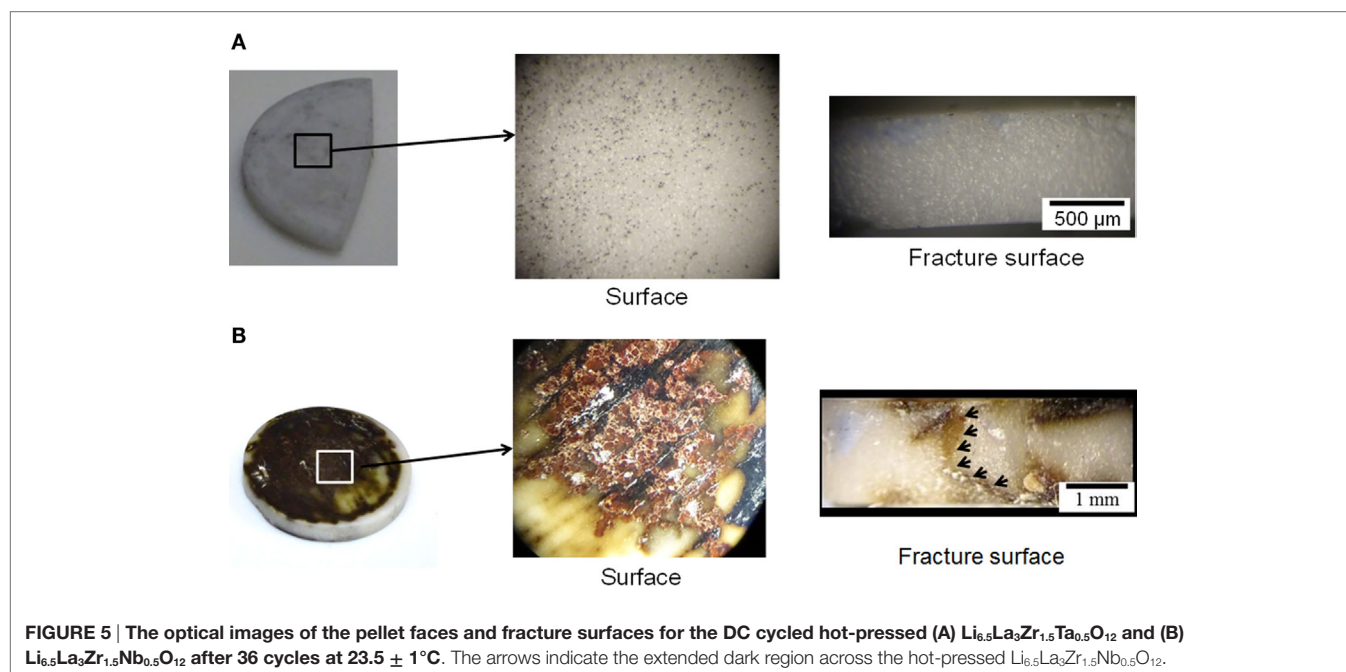 A
Surface
500 μm
Fracture surface
B
Surface
1 mm
Fracture surface
FIGURE 5 | The optical images of the pellet faces and fracture surfaces for the DC cycled hot-pressed (A) Li6.5La3Zr1.5Ta0.5O12 and (B)
Li6.5La3Zr1.5Nb0.5O12 after 36 cycles at 23.5 ± 1°C. The arrows indicate the extended dark region across the hot-pressed Li6.5La3Zr1.5Nb0.5O12.